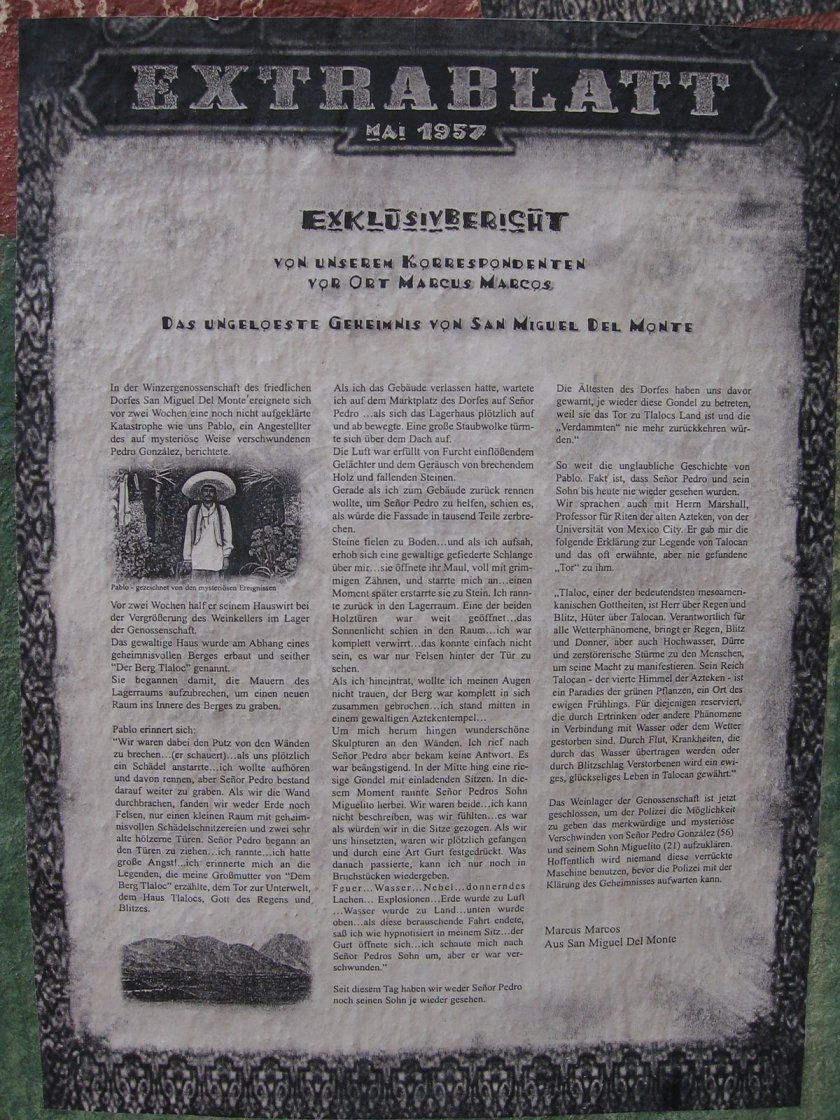 EXTRABLATT
MAI 1957
EXKLUSIVBERICHT
VON UNSEREM KORRESPONDENTEN
VOR ORT MARCUS MARCOS
DAS UNGELOESTE GEHEIMNIS VON SAN MIGUEL DEL MONTE
In der Winzergenossenschaft des friedlichen
Dorfes San Miguel Del Monte ereignete sich
vor zwei Wochen eine noch nicht aufgeklärte
Katastrophe wie uns Pablo, ein Angestellter
des auf mysteriöse Weise verschwundenen
Pedro González, berichtete.
Pablo - gezeichnet von den mysteriösen Ereignissen
Vor zwei Wochen half er seinem Hauswirt bei
der Vergrößerung des Weinkellers im Lager
der Genossenschaft.
Das gewaltige Haus wurde am Abhang eines
geheimnisvollen Berges erbaut und seither
"Der Berg Tlaloc" genannt.
Sie begannen damit, die Mauern des
Lagerraums aufzubrechen, um einen neuen
Raum ins Innere des Berges zu graben.
Pablo erinnert sich:
"Wir waren dabei den Putz von den Wänden
zu brechen…(er schauert)…als uns plötzlich
ein Schädel anstarrte…ich wollte aufhören
und davon rennen, aber Señor Pedro bestand
darauf weiter zu graben. Als wir die Wand
durchbrachen, fanden wir weder Erde noch
Felsen, nur einen kleinen Raum mit geheim-
nisvollen Schädelschnitzereien und zwei sehr
alte hölzerne Türen. Señor Pedro begann an
den Türen zu ziehen…ich rannte…ich hatte
große Angst!…ich erinnerte mich an die
Legenden, die meine Großmutter von "Dem
Berg Tlaloc" erzählte, dem Tor zur Unterwelt,
dem Haus Tlalocs, Gott des Regens und
Blitzes.
Als ich das Gebäude verlassen hatte, wartete
ich auf dem Marktplatz des Dorfes auf Señor
Pedro …als sich das Lagerhaus plötzlich auf
und ab bewegte. Eine große Staubwolke türm-
te sich über dem Dach auf.
Die Luft war erfüllt von Furcht einflößendem
Gelächter und dem Geräusch von brechendem
Holz und fallenden Steinen.
Gerade als ich zum Gebäude zurück rennen
wollte, um Señor Pedro zu helfen, schien es,
als würde die Fassade in tausend Teile zerbre-
chen.
Steine fielen zu Boden…und als ich aufsah,
erhob sich eine gewaltige gefiederte Schlange
über mir…sie öffnete ihr Maul, voll mit grim-
migen Zähnen, und starrte mich an…einen
Moment später erstarrte sie zu Stein. Ich rann-
te zurück in den Lagerraum. Eine der beiden
Holztüren war weit geöffnet…das
Sonnenlicht schien in den Raum…ich war
komplett verwirrt…das konnte einfach nicht
sein, es war nur Felsen hinter der Tür zu
sehen.
Als ich hineintrat, wollte ich meinen Augen
nicht trauen, der Berg war komplett in sich
zusammen gebrochen…ich stand mitten in
einem gewaltigen Aztekentempel…
Um mich herum hingen wunderschöne
Skulpturen an den Wänden. Ich rief nach
Señor Pedro aber bekam keine Antwort. Es
war beängstigend. In der Mitte hing eine rie-
sige Gondel mit einladenden Sitzen. In die-
sem Moment rannte Señor Pedros Sohn
Miguelito herbei. Wir waren beide…ich kann
nicht beschreiben, was wir fühlten…es war
als würden wir in die Sitze gezogen. Als wir
uns hinsetzten, waren wir plötzlich gefangen
und durch eine Art Gurt festgedrückt. Was
danach passierte, kann ich nur noch in
Bruchstücken wiedergeben.
Feuer…Wasser…Nebel…donnerndes
Lachen… Explosionen…Erde wurde zu Luft
…Wasser wurde zu Land…unten wurde
oben…als diese berauschende Fahrt endete,
saß ich wie hypnotisiert in meinem Sitz…der
Gurt öffnete sich…ich schaute mich nach
Señor Pedros Sohn um, aber er war ver-
schwunden."
Seit diesem Tag haben wir weder Señor Pedro
noch seinen Sohn je wieder gesehen.
Die Ältesten des Dorfes haben uns davor
gewarnt, je wieder diese Gondel zu betreten,
weil sie das Tor zu Tlalocs Land ist und die
„Verdammten" nie mehr zurückkehren wür-
den."
So weit die unglaubliche Geschichte von
Pablo. Fakt ist, dass Señor Pedro und sein
Sohn bis heute nie wieder gesehen wurden.
Wir sprachen auch mit Herrn Marshall,
Professor für Riten der alten Azteken, von der
Universität von Mexico City. Er gab mir die
folgende Erklärung zur Legende von Talocan
und das oft erwähnte, aber nie gefundene
„Tor" zu ihm.
„Tlaloc, einer der bedeutendsten mesoameri-
kanischen Gottheiten, ist Herr über Regen und
Blitz, Hüter über Talocan. Verantwortlich für
alle Wetterphänomene, bringt er Regen, Blitz
und Donner, aber auch Hochwasser, Dürre
und zerstörerische Stürme zu den Menschen,
um seine Macht zu manifestieren. Sein Reich
Talocan - der vierte Himmel der Azteken - ist
ein Paradies der grünen Pflanzen, ein Ort des
ewigen Frühlings. Für diejenigen reserviert,
die durch Ertrinken oder andere Phänomene
in Verbindung mit Wasser oder dem Wetter
gestorben sind. Durch Flut, Krankheiten, die
durch das Wasser übertragen werden oder
durch Blitzschlag Verstorbenen wird ein ewi-
ges, glückseliges Leben in Talocan gewährt."
Das Weinlager der Genossenschaft ist jetzt
geschlossen, um der Polizei die Möglichkeit
zu geben das merkwürdige und mysteriöse
Verschwinden von Señor Pedro González (56)
und seinem Sohn Miguelito (21) aufzuklären.
Hoffentlich wird niemand diese verrückte
Maschine benutzen, bevor die Polizei mit der
Klärung des Geheimnisses aufwarten kann.
Marcus Marcos
Aus San Miguel Del Monte